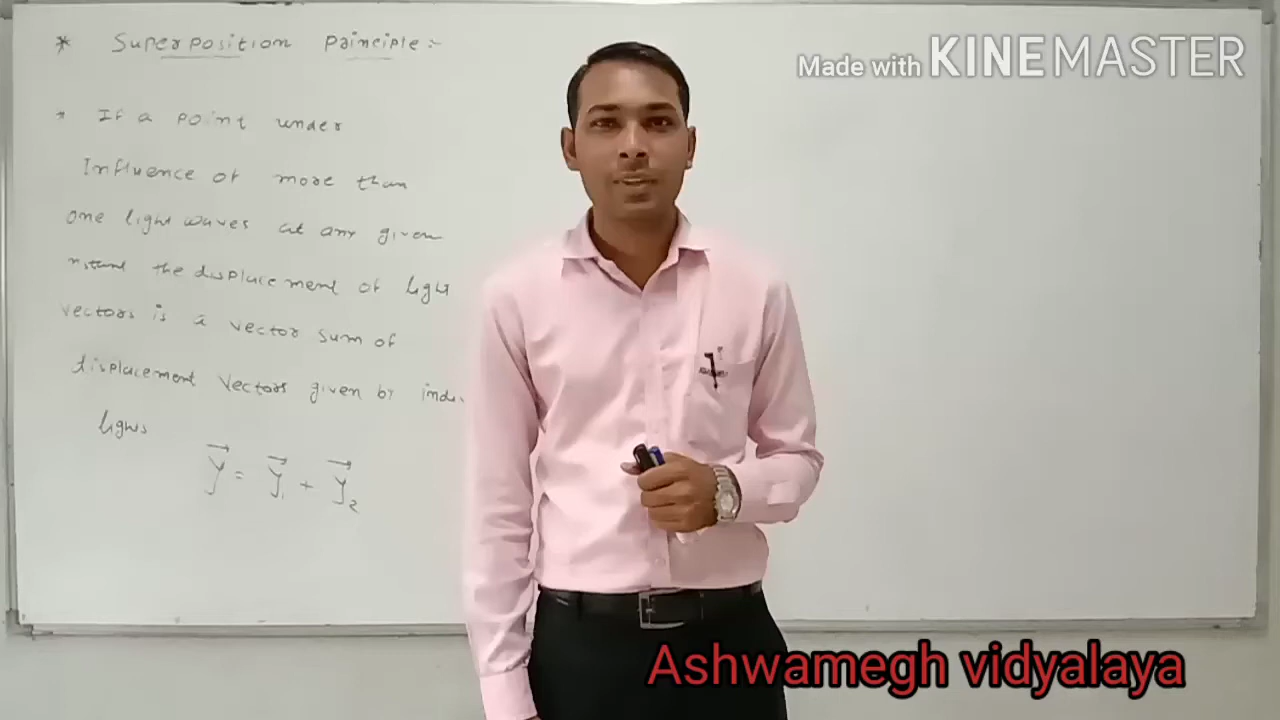 * Superposition Principle :-
* If a point under
Influence of more than
one light waves at any given
the displacement of light
vectors is a vector sum of
displacement vectors given by
lights
y = y1 + y2
Made with KINEMASTER
Ashwamegh vidyalaya